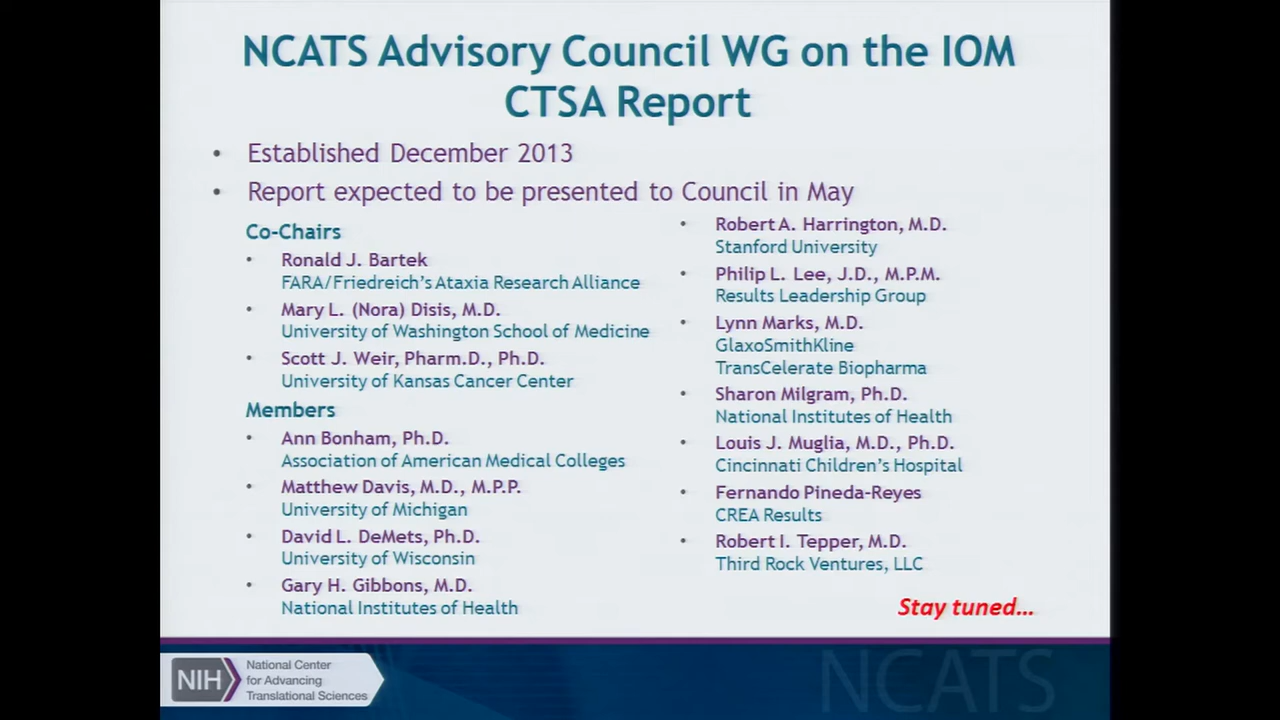 NCATS Advisory Council WG on the IOM
CTSA Report
• Established December 2013
• Report expected to be presented to Council in May
Co-Chairs
• Ronald J. Bartek
FARA/Friedreich's Ataxia Research Alliance
• Mary L. (Nora) Disis, M.D.
University of Washington School of Medicine
• Scott J. Weir, Pharm.D., Ph.D.
University of Kansas Cancer Center
Members
• Ann Bonham, Ph.D.
Association of American Medical Colleges
• Matthew Davis, M.D., M.P.P.
University of Michigan
• David L. DeMets, Ph.D.
University of Wisconsin
• Gary H. Gibbons, M.D.
National Institutes of Health
• Robert A. Harrington, M.D.
Stanford University
• Philip L. Lee, J.D., M.P.M.
Results Leadership Group
• Lynn Marks, M.D.
GlaxoSmithKline
TransCelerate Biopharma
• Sharon Milgram, Ph.D.
National Institutes of Health
• Louis J. Muglia, M.D., Ph.D.
Cincinnati Children's Hospital
• Fernando Pineda-Reyes
CREA Results
• Robert I. Tepper, M.D.
Third Rock Ventures, LLC
Stay tuned…
NIH
National Center
for Advancing
Translational Sciences
NCATS